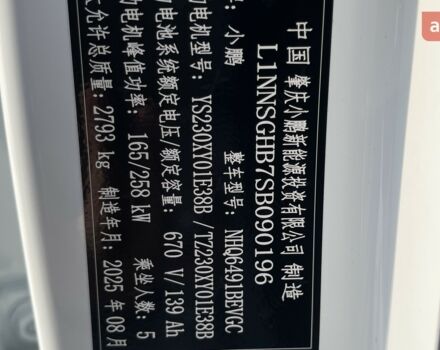 中国 肇庆小鹏新能源投资有限公司 制造
L1NNSGHB7SB090196
：小鹏 整车型号：NHQ6491BEVGC
电机型号：YS230XY01E38B /TZ230XY01E38B
电池系统额定电压/额定容量：670 V/139 Ah
电机峰值功率：165/258 kW 乘坐人数：5
大允许总质量：2793 kg 制造年月：2025 年 08 月
a